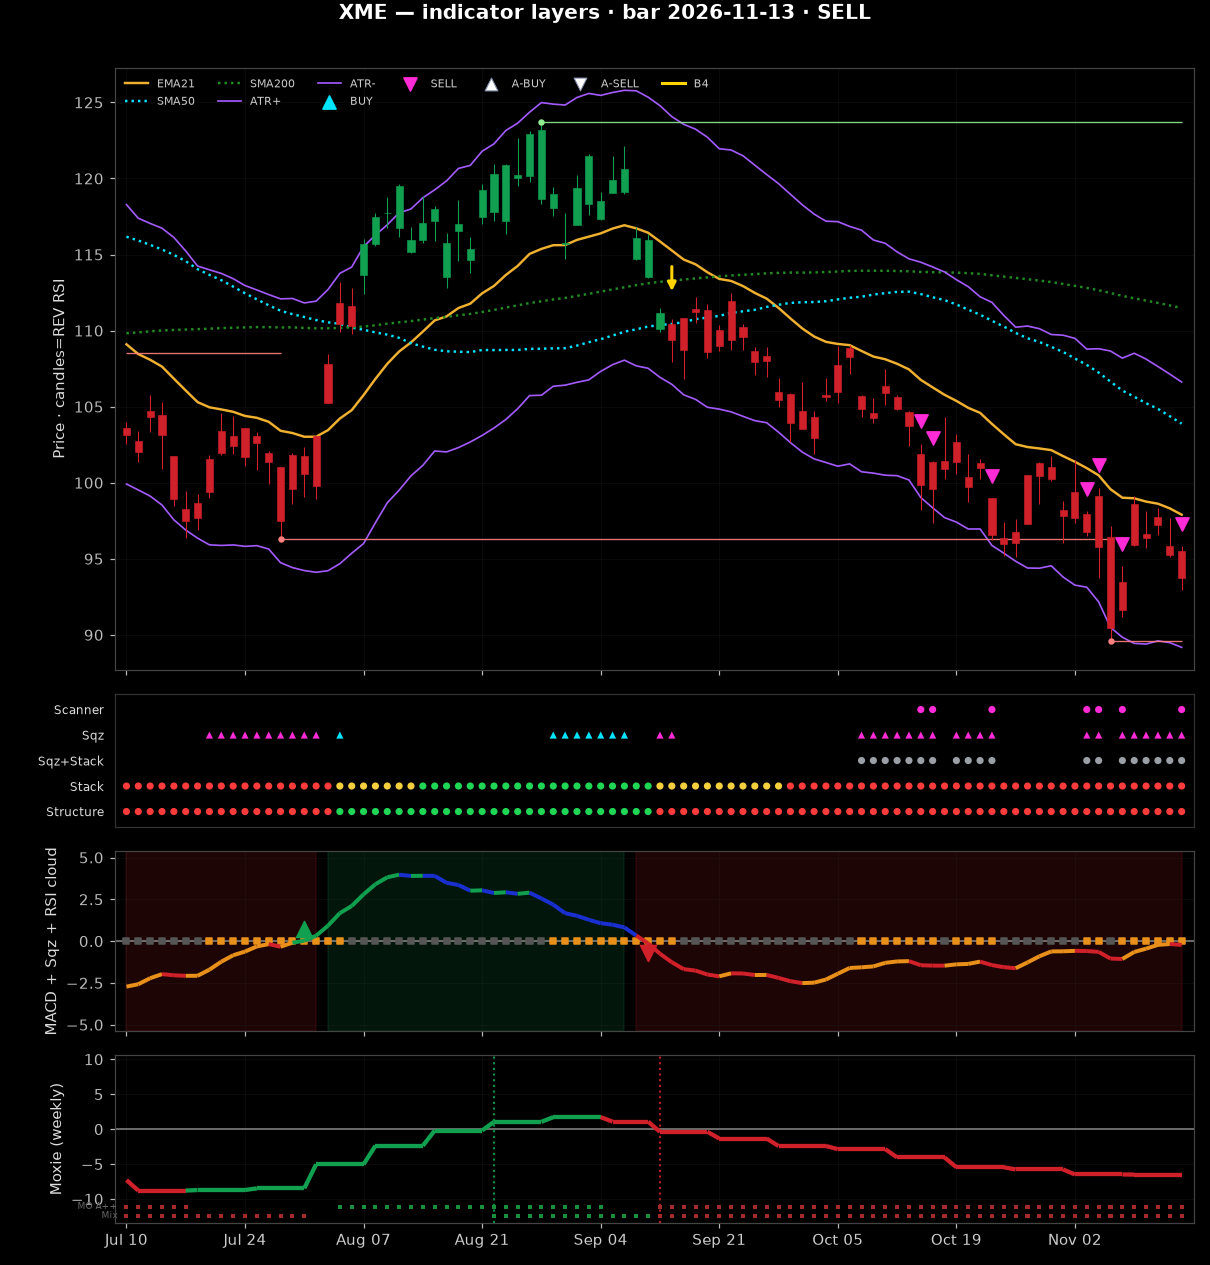 XME — indicator layers · bar 2026-11-13 · SELL
EMA21 SMA200 ATR- SELL A-BUY A-SELL B4
SMA50 ATR+ BUY
Price · candles=REV RSI
125
120
115
110
105
100
95
90
Scanner
Sqz
Sqz+Stack
Stack
Structure
MACD + Sqz + RSI cloud
5.0
2.5
0.0
−2.5
−5.0
Moxie (weekly)
10
5
0
−5
−10
Jul 10 Jul 24 Aug 07 Aug 21 Sep 04 Sep 21 Oct 05 Oct 19 Nov 02